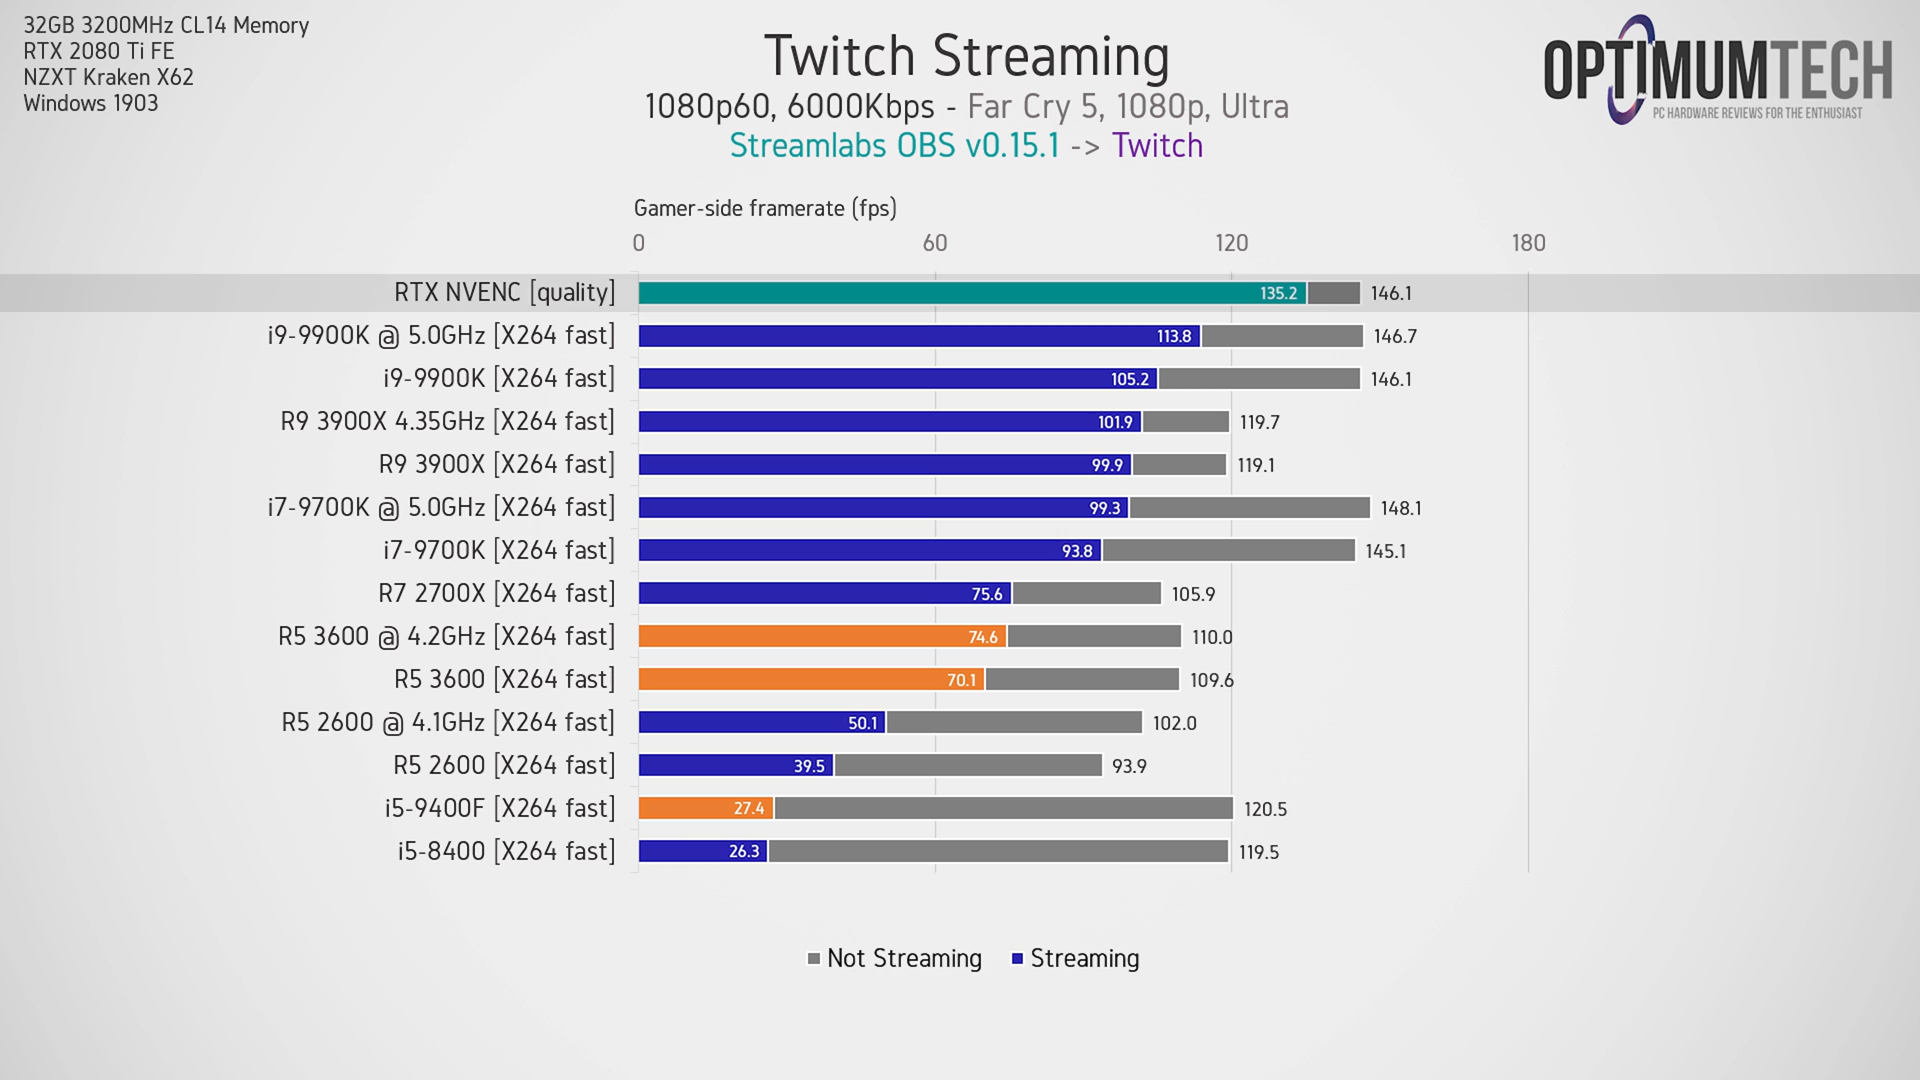 32GB 3200MHz CL14 Memory
RTX 2080 Ti FE
NZXT Kraken X62
Windows 1903
Twitch Streaming
1080p60, 6000Kbps - Far Cry 5, 1080p, Ultra
Streamlabs OBS v0.15.1 -> Twitch
OPTIMUMTECH
PC HARDWARE REVIEWS FOR THE ENTHUSIAST
Gamer-side framerate (fps)
0 60 120 180
RTX NVENC [quality] 135.2 146.1
i9-9900K @ 5.0GHz [X264 fast] 113.8 146.7
i9-9900K [X264 fast] 105.2 146.1
R9 3900X 4.35GHz [X264 fast] 101.9 119.7
R9 3900X [X264 fast] 99.9 119.1
i7-9700K @ 5.0GHz [X264 fast] 99.3 148.1
i7-9700K [X264 fast] 93.8 145.1
R7 2700X [X264 fast] 75.6 105.9
R5 3600 @ 4.2GHz [X264 fast] 74.6 110.0
R5 3600 [X264 fast] 70.1 109.6
R5 2600 @ 4.1GHz [X264 fast] 50.1 102.0
R5 2600 [X264 fast] 39.5 93.9
i5-9400F [X264 fast] 27.4 120.5
i5-8400 [X264 fast] 26.3 119.5
Not Streaming Streaming